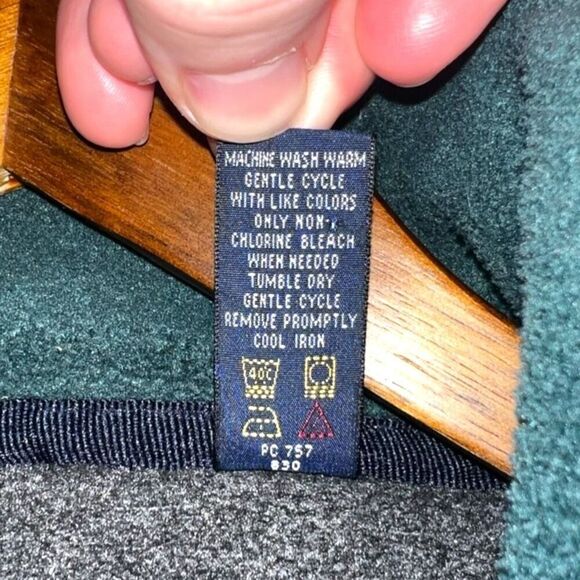 MACHINE WASH WARM
GENTLE CYCLE
WITH LIKE COLORS
ONLY NON-
CHLORINE BLEACH
WHEN NEEDED
TUMBLE DRY
GENTLE CYCLE
REMOVE PROMPTLY
COOL IRON
40C
PC 757
830